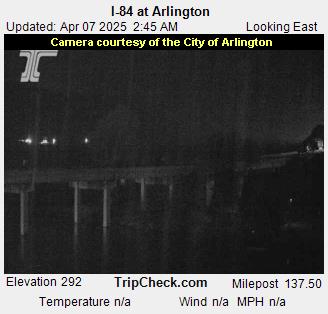 I-84 at Arlington
Updated: Apr 07 2025 2:45 AM Looking East
Camera courtesy of the City of Arlington
Elevation 292 TripCheck.com Milepost 137.50
Temperature n/a Wind n/a MPH n/a